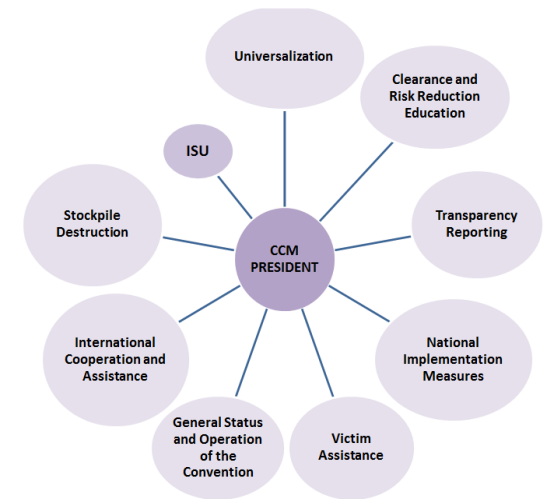 Universalization
Clearance and
Risk Reduction
Education
ISU
Stockpile
Destruction
Transparency
Reporting
CCM
PRESIDENT
International
Cooperation and
Assistance
National
Implementation
Measures
General Status
and Operation
of the
Convention
Victim
Assistance